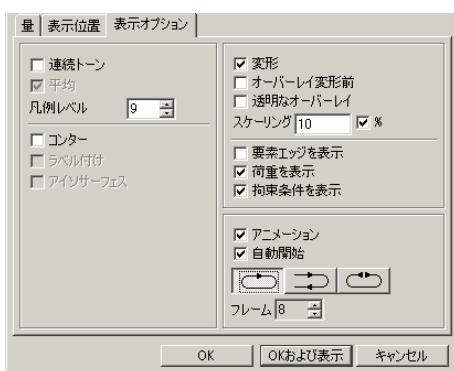 量 表示位置 表示オプション
連続トーン
平均
凡例レベル 9
コンター
ラベル付け
アイソサーフェス
変形
オーバーレイ変形前
透明なオーバーレイ
スケーリング 10 %
要素エッジを表示
荷重を表示
拘束条件を表示
アニメーション
自動開始
フレーム 8
OK OKおよび表示 キャンセル